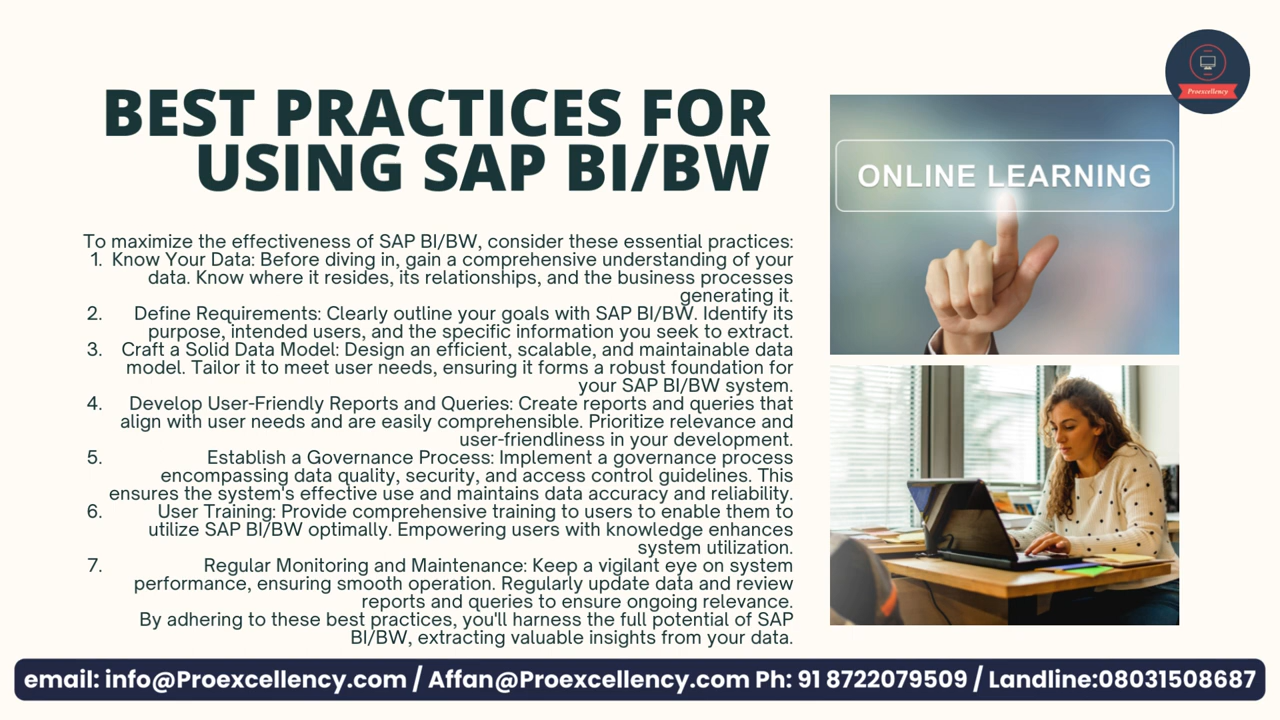 Proexcellency
BEST PRACTICES FOR
USING SAP BI/BW
ONLINE LEARNING
To maximize the effectiveness of SAP BI/BW, consider these essential practices:
1. Know Your Data: Before diving in, gain a comprehensive understanding of your
data. Know where it resides, its relationships, and the business processes
generating it.
2. Define Requirements: Clearly outline your goals with SAP BI/BW. Identify its
purpose, intended users, and the specific information you seek to extract.
3. Craft a Solid Data Model: Design an efficient, scalable, and maintainable data
model. Tailor it to meet user needs, ensuring it forms a robust foundation for
your SAP BI/BW system.
4. Develop User-Friendly Reports and Queries: Create reports and queries that
align with user needs and are easily comprehensible. Prioritize relevance and
user-friendliness in your development.
5. Establish a Governance Process: Implement a governance process
encompassing data quality, security, and access control guidelines. This
ensures the system's effective use and maintains data accuracy and reliability.
6. User Training: Provide comprehensive training to users to enable them to
utilize SAP BI/BW optimally. Empowering users with knowledge enhances
system utilization.
7. Regular Monitoring and Maintenance: Keep a vigilant eye on system
performance, ensuring smooth operation. Regularly update data and review
reports and queries to ensure ongoing relevance.
By adhering to these best practices, you'll harness the full potential of SAP
BI/BW, extracting valuable insights from your data.
email: info@Proexcellency.com / Affan@Proexcellency.com Ph: 91 8722079509 / Landline:08031508687